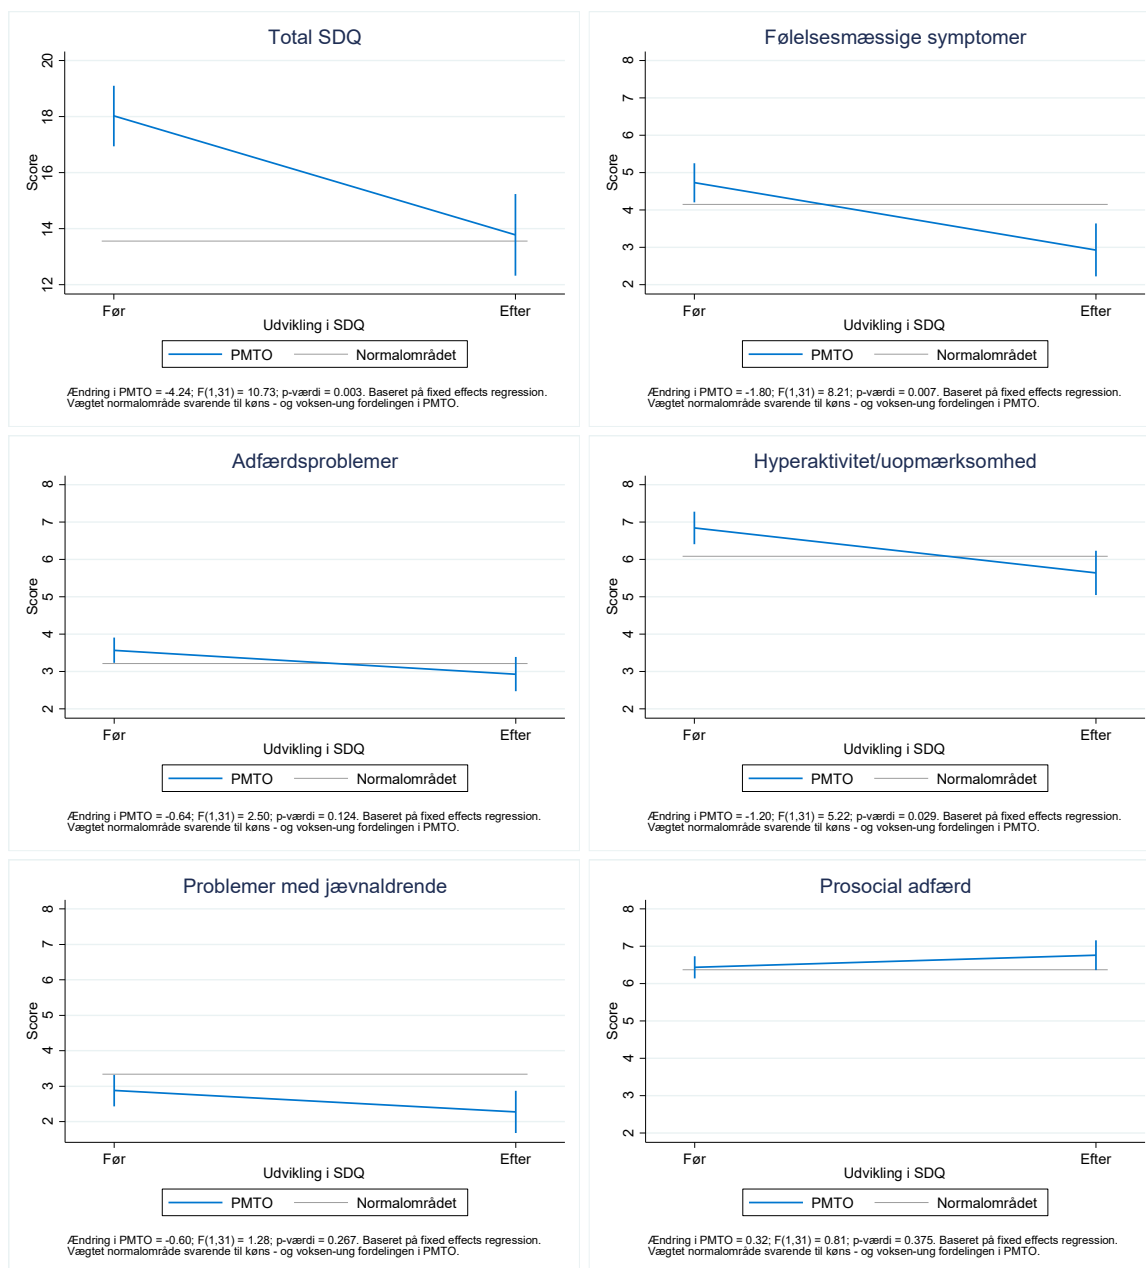 Total SDQ
Score
20
18
16
14
12
Før
Efter
Udvikling i SDQ
PMTO
Normalområdet
Ændring i PMTO = -4.24; F(1,31) = 10.73; p-værdi = 0.003. Baseret på fixed effects regression.
Vægtet normalområde svarende til køns - og voksen-ung fordelingen i PMTO.
Følelsesmæssige symptomer
Score
8
7
6
5
4
3
2
Før
Efter
Udvikling i SDQ
PMTO
Normalområdet
Ændring i PMTO = -1.80; F(1,31) = 8.21; p-værdi = 0.007. Baseret på fixed effects regression.
Vægtet normalområde svarende til køns - og voksen-ung fordelingen i PMTO.
Adfærdsproblemer
Score
8
7
6
5
4
3
2
Før
Efter
Udvikling i SDQ
PMTO
Normalområdet
Ændring i PMTO = -0.64; F(1,31) = 2.50; p-værdi = 0.124. Baseret på fixed effects regression.
Vægtet normalområde svarende til køns - og voksen-ung fordelingen i PMTO.
Hyperaktivitet/uopmærksomhed
Score
8
7
6
5
4
3
2
Før
Efter
Udvikling i SDQ
PMTO
Normalområdet
Ændring i PMTO = -1.20; F(1,31) = 5.22; p-værdi = 0.029. Baseret på fixed effects regression.
Vægtet normalområde svarende til køns - og voksen-ung fordelingen i PMTO.
Problemer med jævnaldrende
Score
8
7
6
5
4
3
2
Før
Efter
Udvikling i SDQ
PMTO
Normalområdet
Ændring i PMTO = -0.60; F(1,31) = 1.28; p-værdi = 0.267. Baseret på fixed effects regression.
Vægtet normalområde svarende til køns - og voksen-ung fordelingen i PMTO.
Prosocial adfærd
Score
8
7
6
5
4
3
2
Før
Efter
Udvikling i SDQ
PMTO
Normalområdet
Ændring i PMTO = 0.32; F(1,31) = 0.81; p-værdi = 0.375. Baseret på fixed effects regression.
Vægtet normalområde svarende til køns - og voksen-ung fordelingen i PMTO.